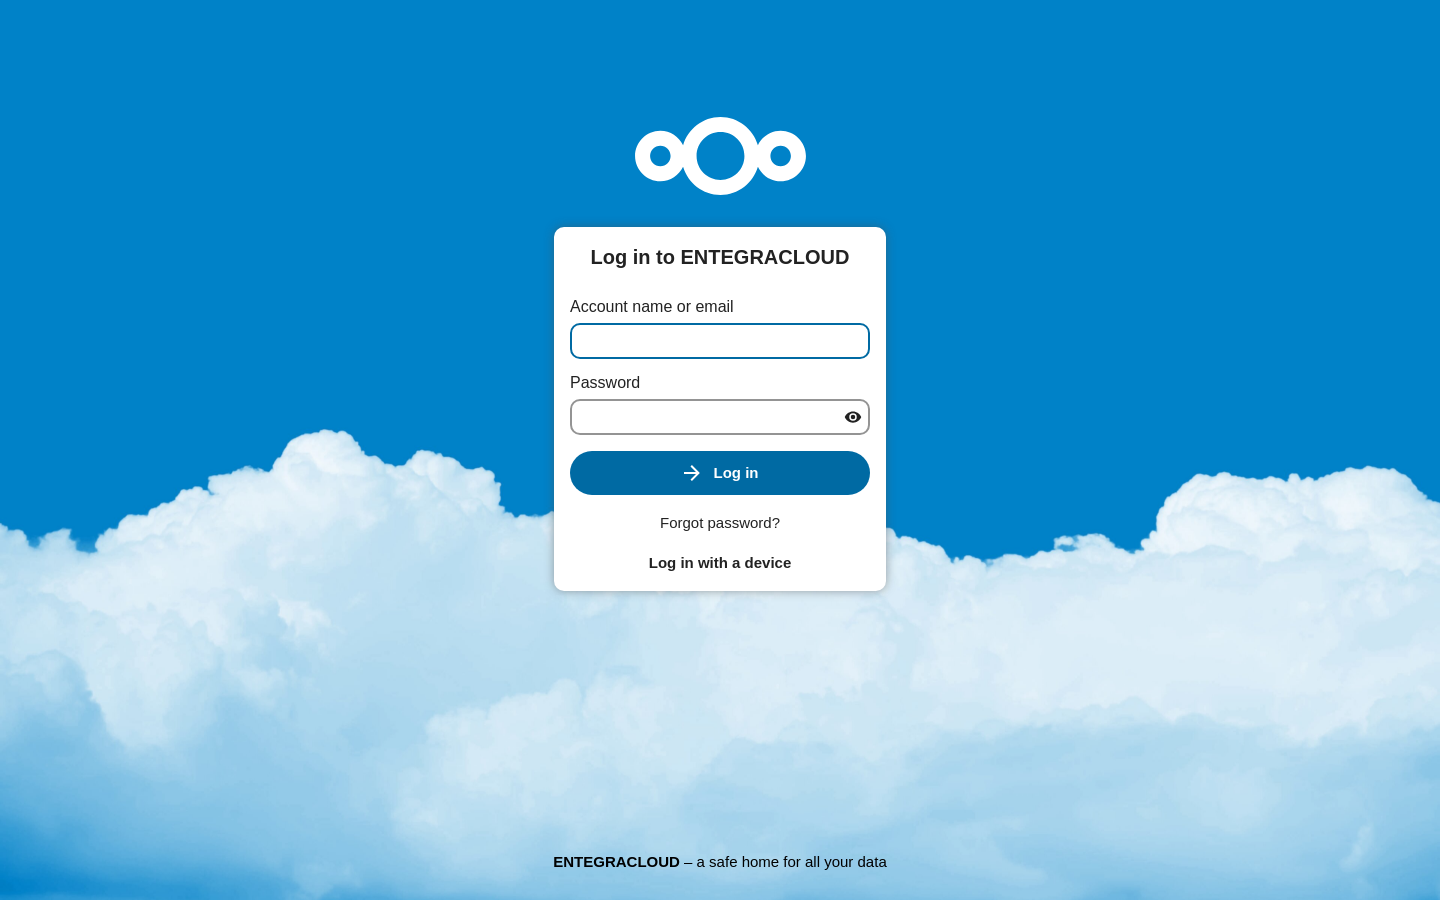 Log in to ENTEGRACLOUD
Account name or email
Password
Log in
Forgot password?
Log in with a device
ENTEGRACLOUD – a safe home for all your data